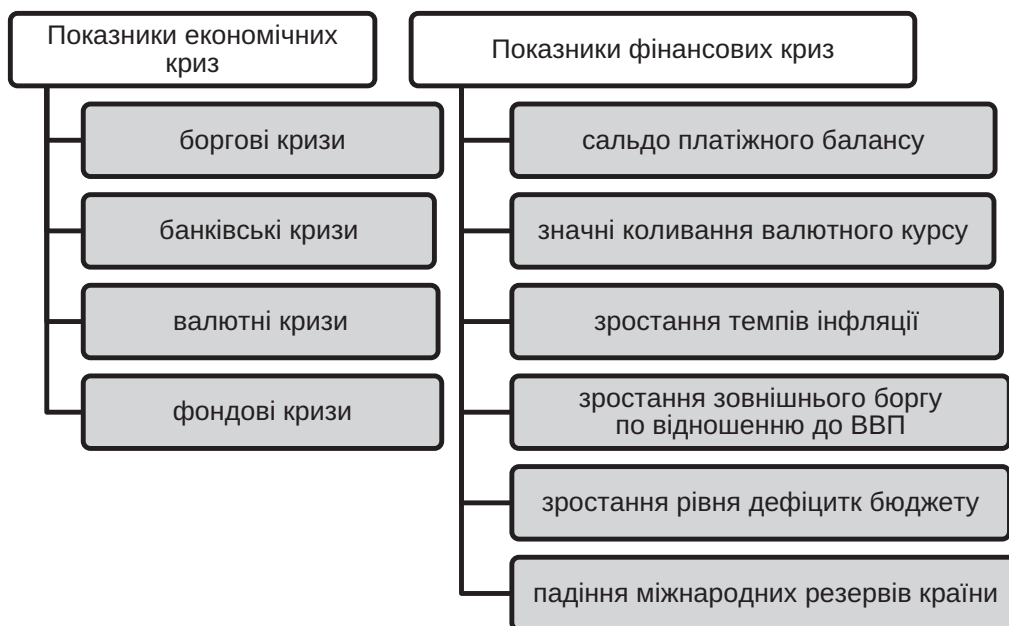 Показники економічних
криз
боргові кризи
банківські кризи
валютні кризи
фондові кризи
Показники фінансових криз
сальдо платіжного балансу
значні коливання валютного курсу
зростання темпів інфляції
зростання зовнішнього боргу
по відношенню до ВВП
зростання рівня дефіцитк бюджету
падіння міжнародних резервів країни